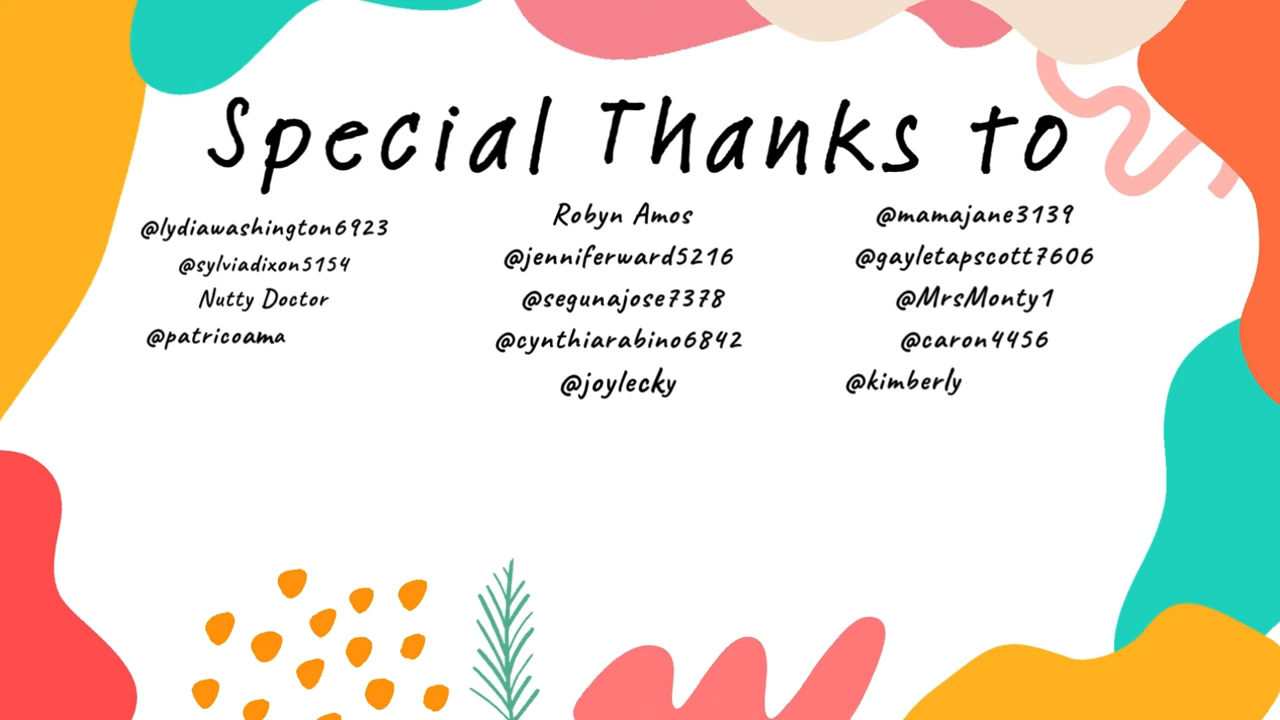 Special Thanks to
@lydiawashington6923
@sylviadixon5154
Nutty Doctor
@patricoama
Robyn Amos
@jenniferward5216
@segunajose7378
@cynthiarabino6842
@joylecky
@mamajane3139
@gayletapscott7606
@MrsMonty1
@caron4456
@kimberly